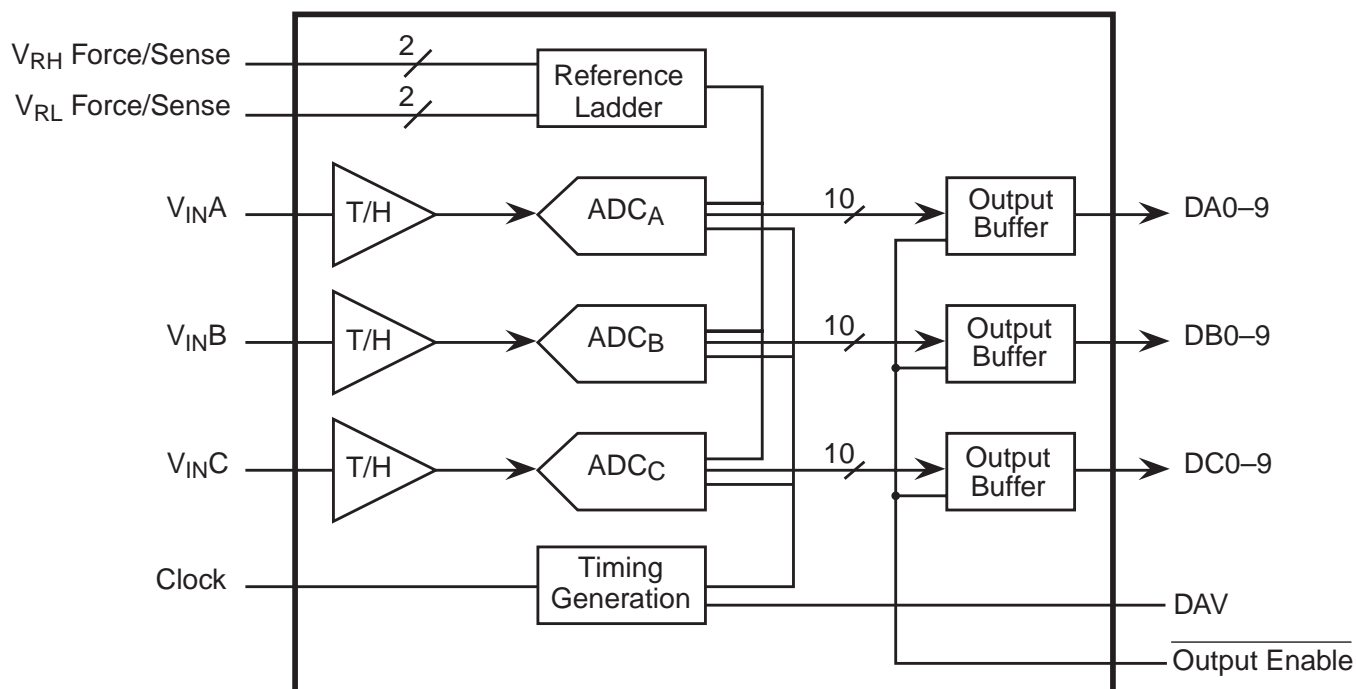 VRH Force/Sense
2
Reference
Ladder
VRL Force/Sense
2
VINA
T/H
ADCA
10
Output
Buffer
DA0–9
VINB
T/H
ADCB
10
Output
Buffer
DB0–9
VINC
T/H
ADCC
10
Output
Buffer
DC0–9
Clock
Timing
Generation
DAV
Output Enable